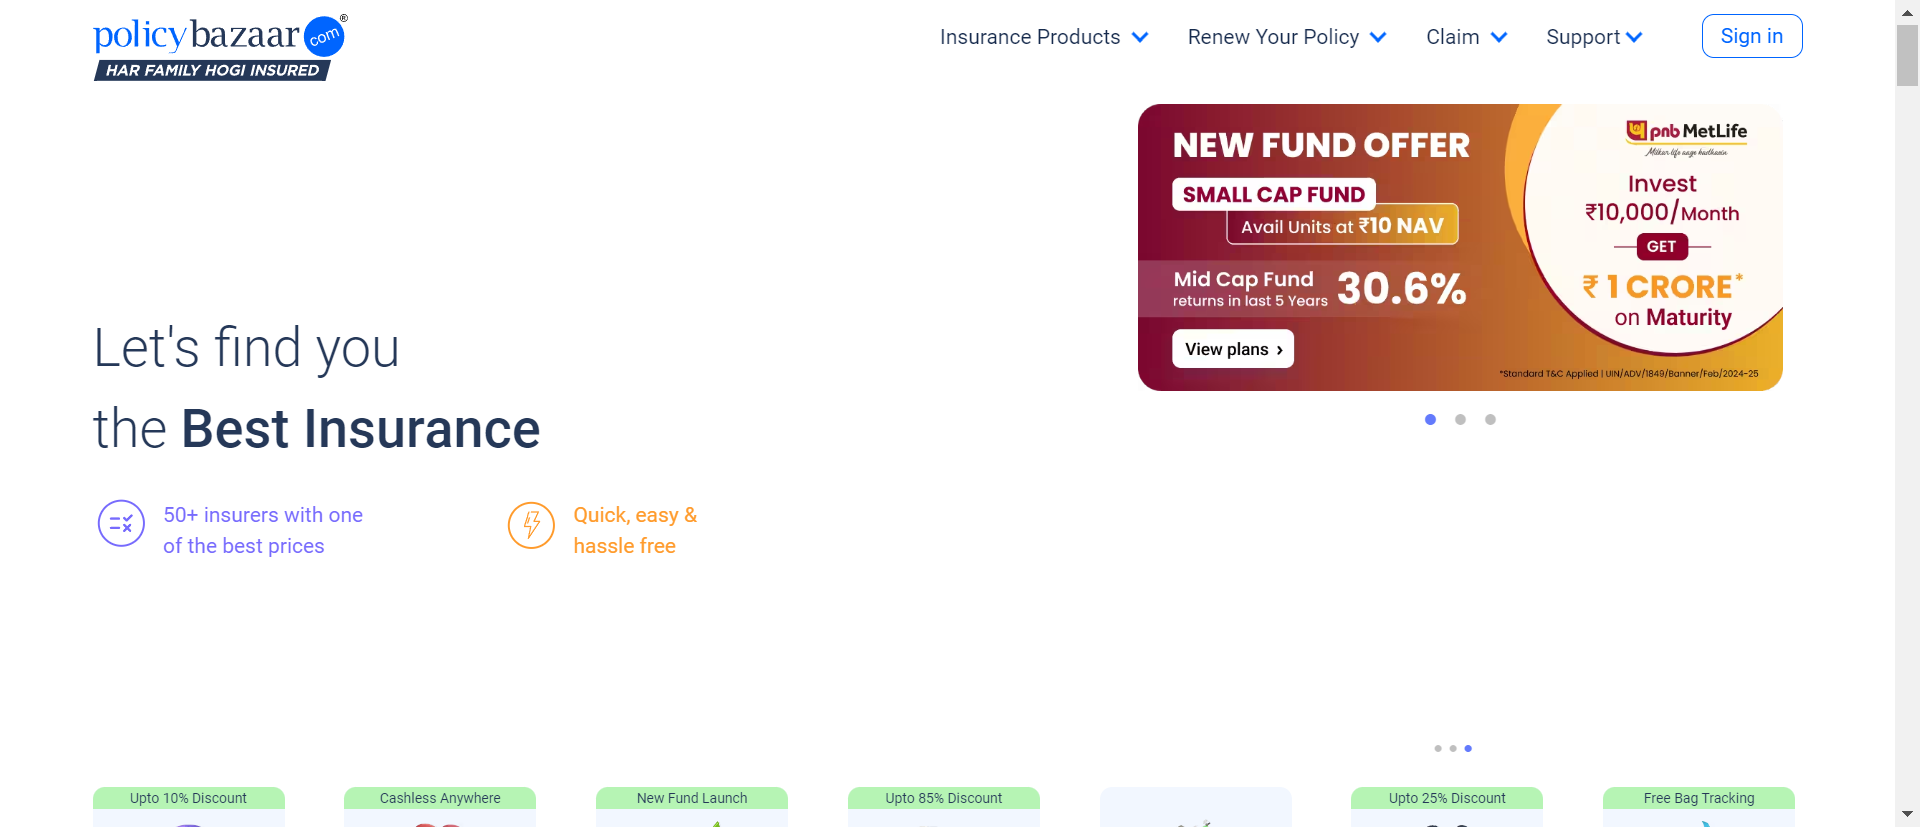 policybazaar com ®
HAR FAMILY HOGI INSURED
Insurance Products
Renew Your Policy
Claim
Support
Sign in
NEW FUND OFFER
SMALL CAP FUND
Avail Units at ₹10 NAV
Mid Cap Fund
returns in last 5 Years
30.6%
View plans ›
pnb MetLife
Milkar life aage badhaein
Invest
₹10,000/Month
GET
₹ 1 CRORE*
on Maturity
*Standard T&C Applied | UIN/ADV/1849/Banner/Feb/2024-25
Let's find you
the Best Insurance
50+ insurers with one
of the best prices
Quick, easy &
hassle free
Upto 10% Discount
Cashless Anywhere
New Fund Launch
Upto 85% Discount
Upto 25% Discount
Free Bag Tracking